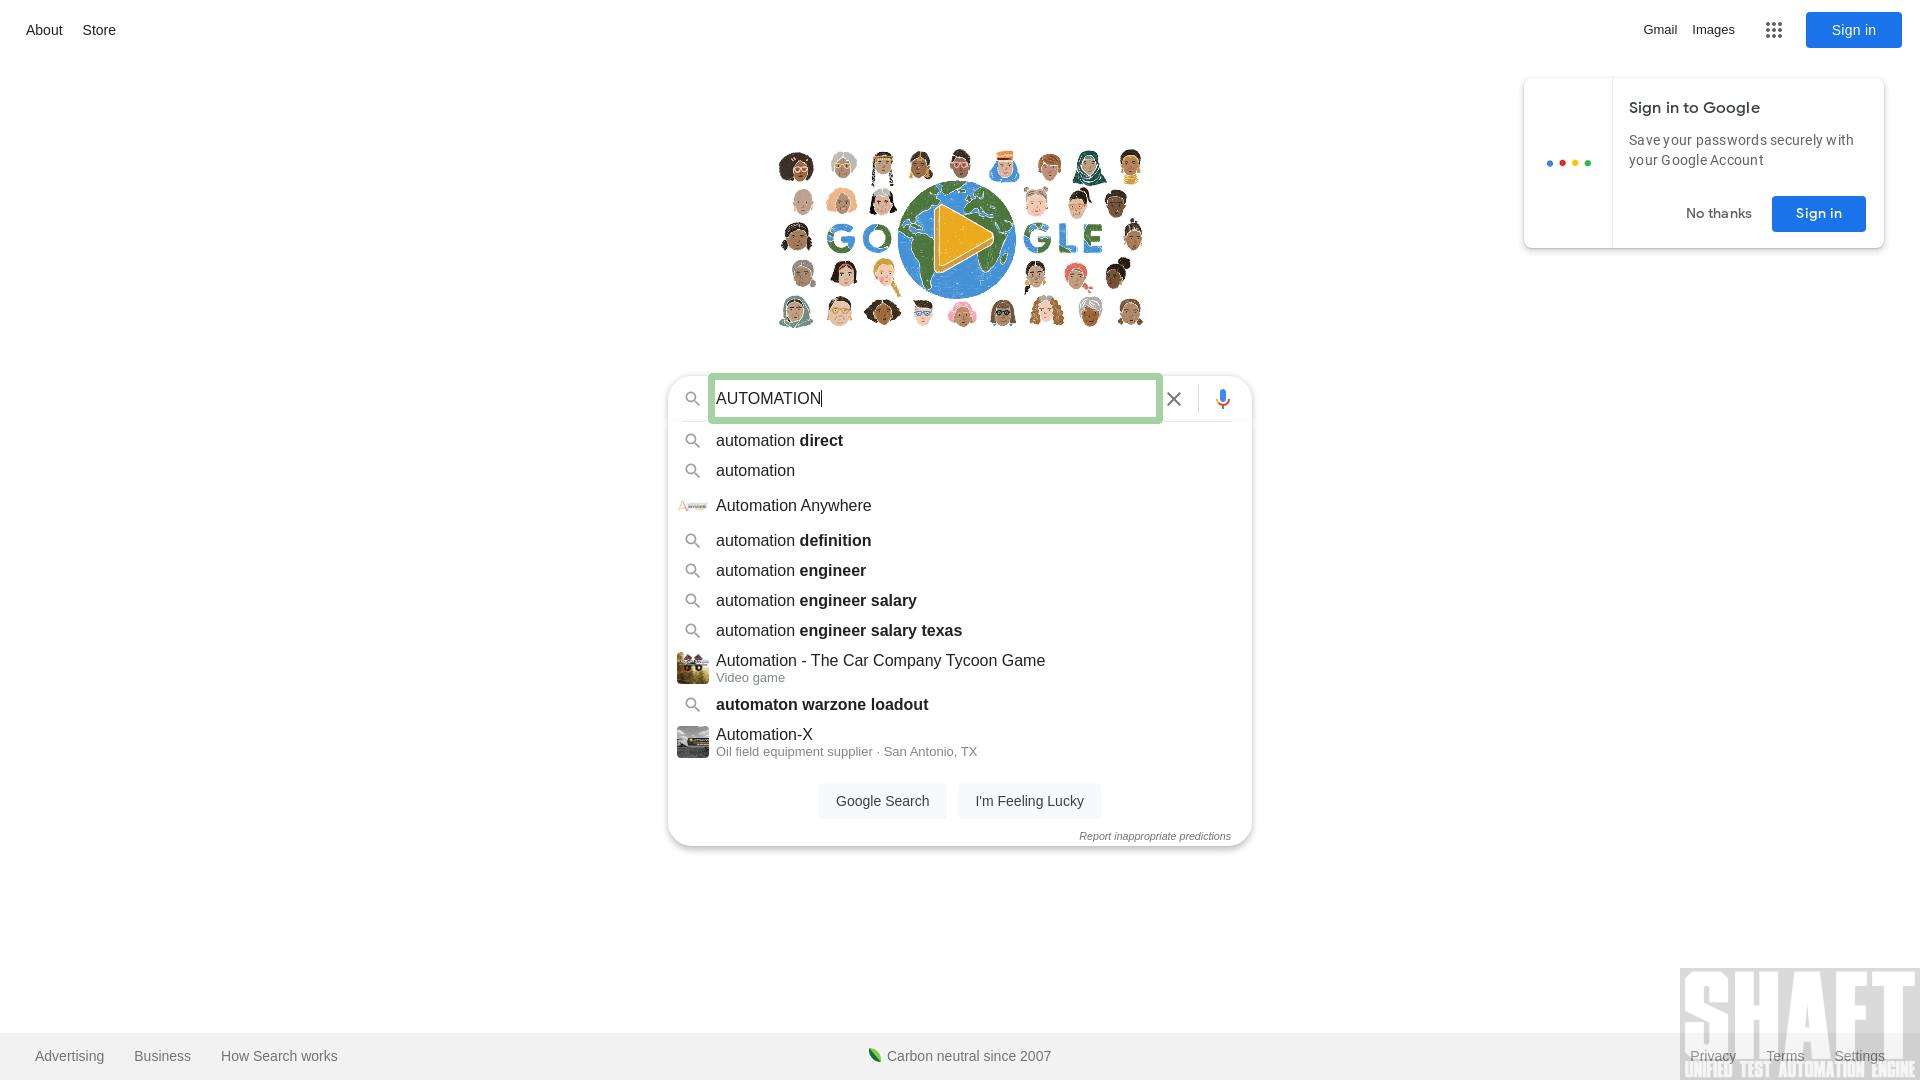 About Store
Gmail Images Sign in
Sign in to Google
Save your passwords securely with
your Google Account
No thanks Sign in
GO GLE
AUTOMATION
automation direct
automation
Automation Anywhere
automation definition
automation engineer
automation engineer salary
automation engineer salary texas
Automation - The Car Company Tycoon Game
Video game
automaton warzone loadout
Automation-X
Oil field equipment supplier · San Antonio, TX
Google Search I'm Feeling Lucky
Report inappropriate predictions
SHAFT
UNIFIED TEST AUTOMATION ENGINE
Advertising Business How Search works Carbon neutral since 2007 Privacy Terms Settings